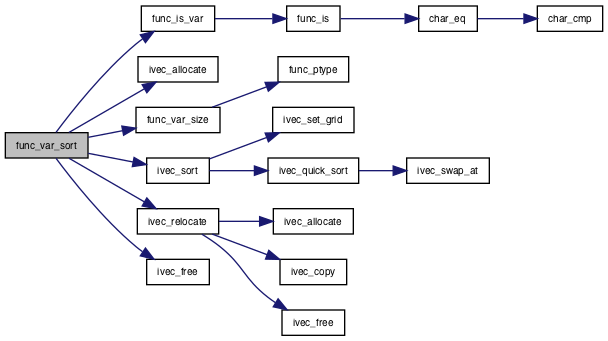 func_is_var
func_is
char_eq
char_cmp
ivec_allocate
func_ptype
func_var_size
ivec_set_grid
func_var_sort
ivec_sort
ivec_quick_sort
ivec_swap_at
ivec_relocate
ivec_allocate
ivec_free
ivec_copy
ivec_free